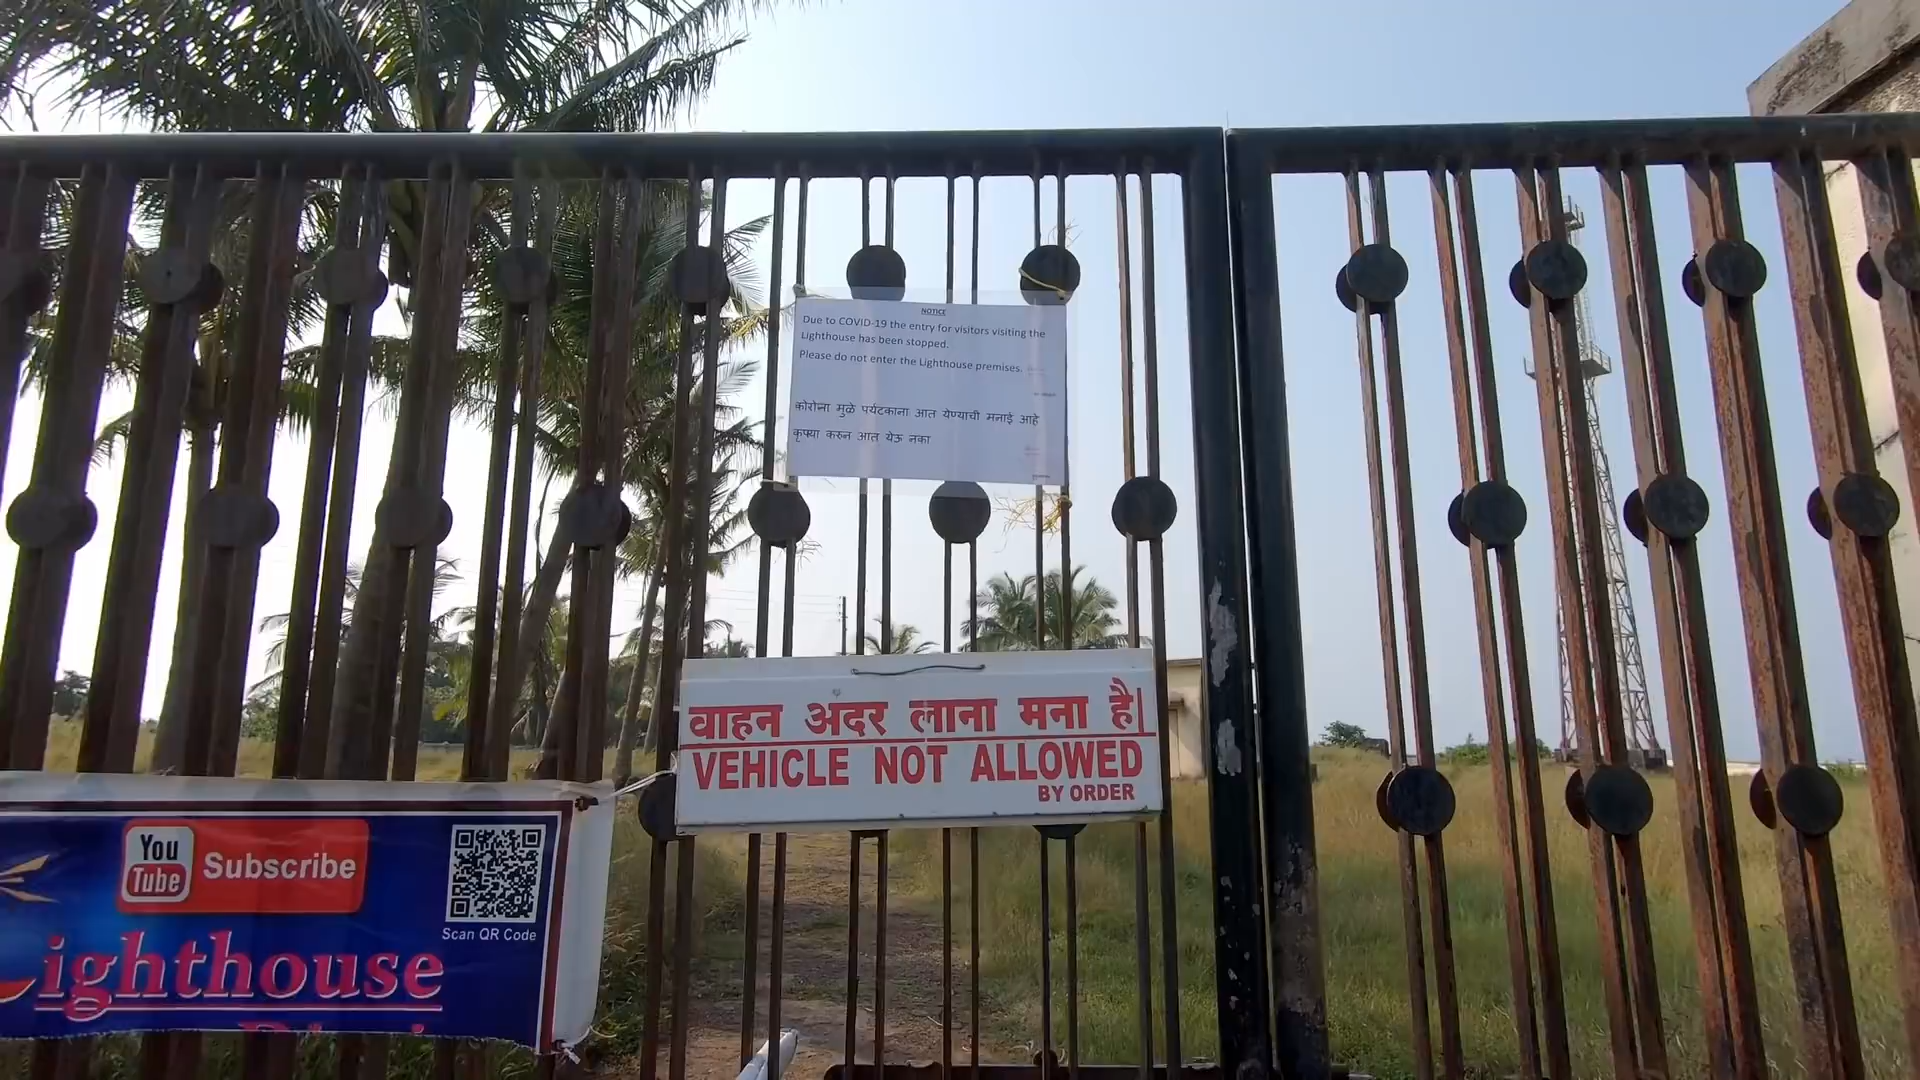 NOTICE
Due to COVID-19 the entry for visitors visiting the
Lighthouse has been stopped.
Please do not enter the Lighthouse premises.
कोरोना मुळे पर्यटकाना आत येण्याची मनाई आहे
कृपया करुन आत येऊ नका
वाहन अंदर लाना मना है|
VEHICLE NOT ALLOWED
BY ORDER
You
Tube
Subscribe
Scan QR Code
Lighthouse